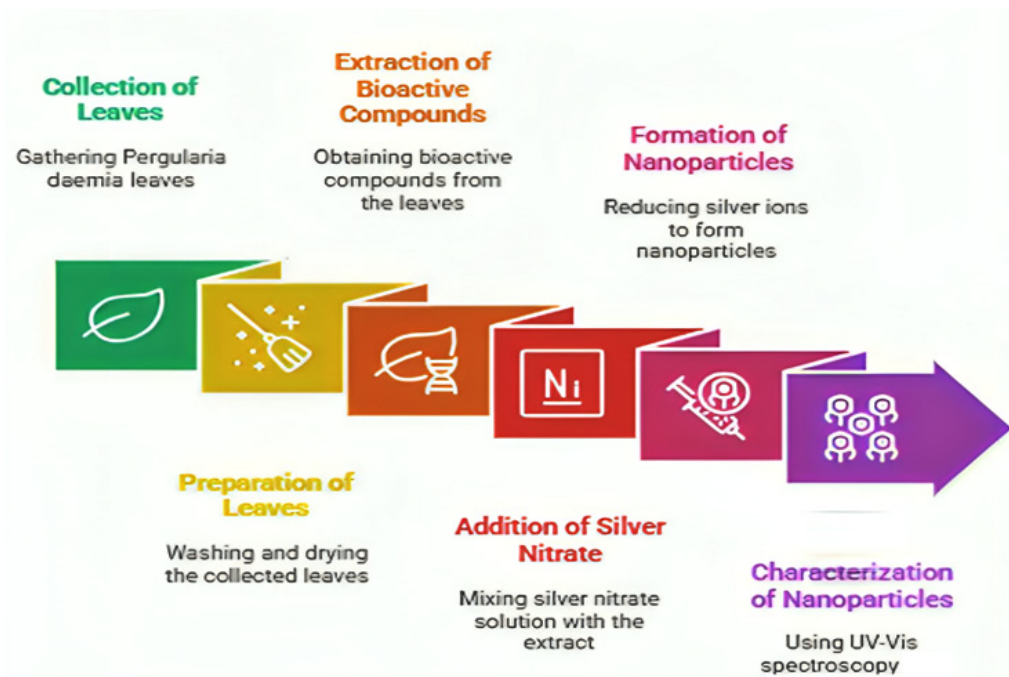 Collection of
Leaves
Gathering Pergularia
daemia leaves
Preparation of
Leaves
Washing and drying
the collected leaves
Extraction of
Bioactive
Compounds
Obtaining bioactive
compounds from
the leaves
Ni
Addition of Silver
Nitrate
Mixing silver nitrate
solution with the
extract
Formation of
Nanoparticles
Reducing silver ions
to form
nanoparticles
Characterization
of Nanoparticles
Using UV-Vis
spectroscopy